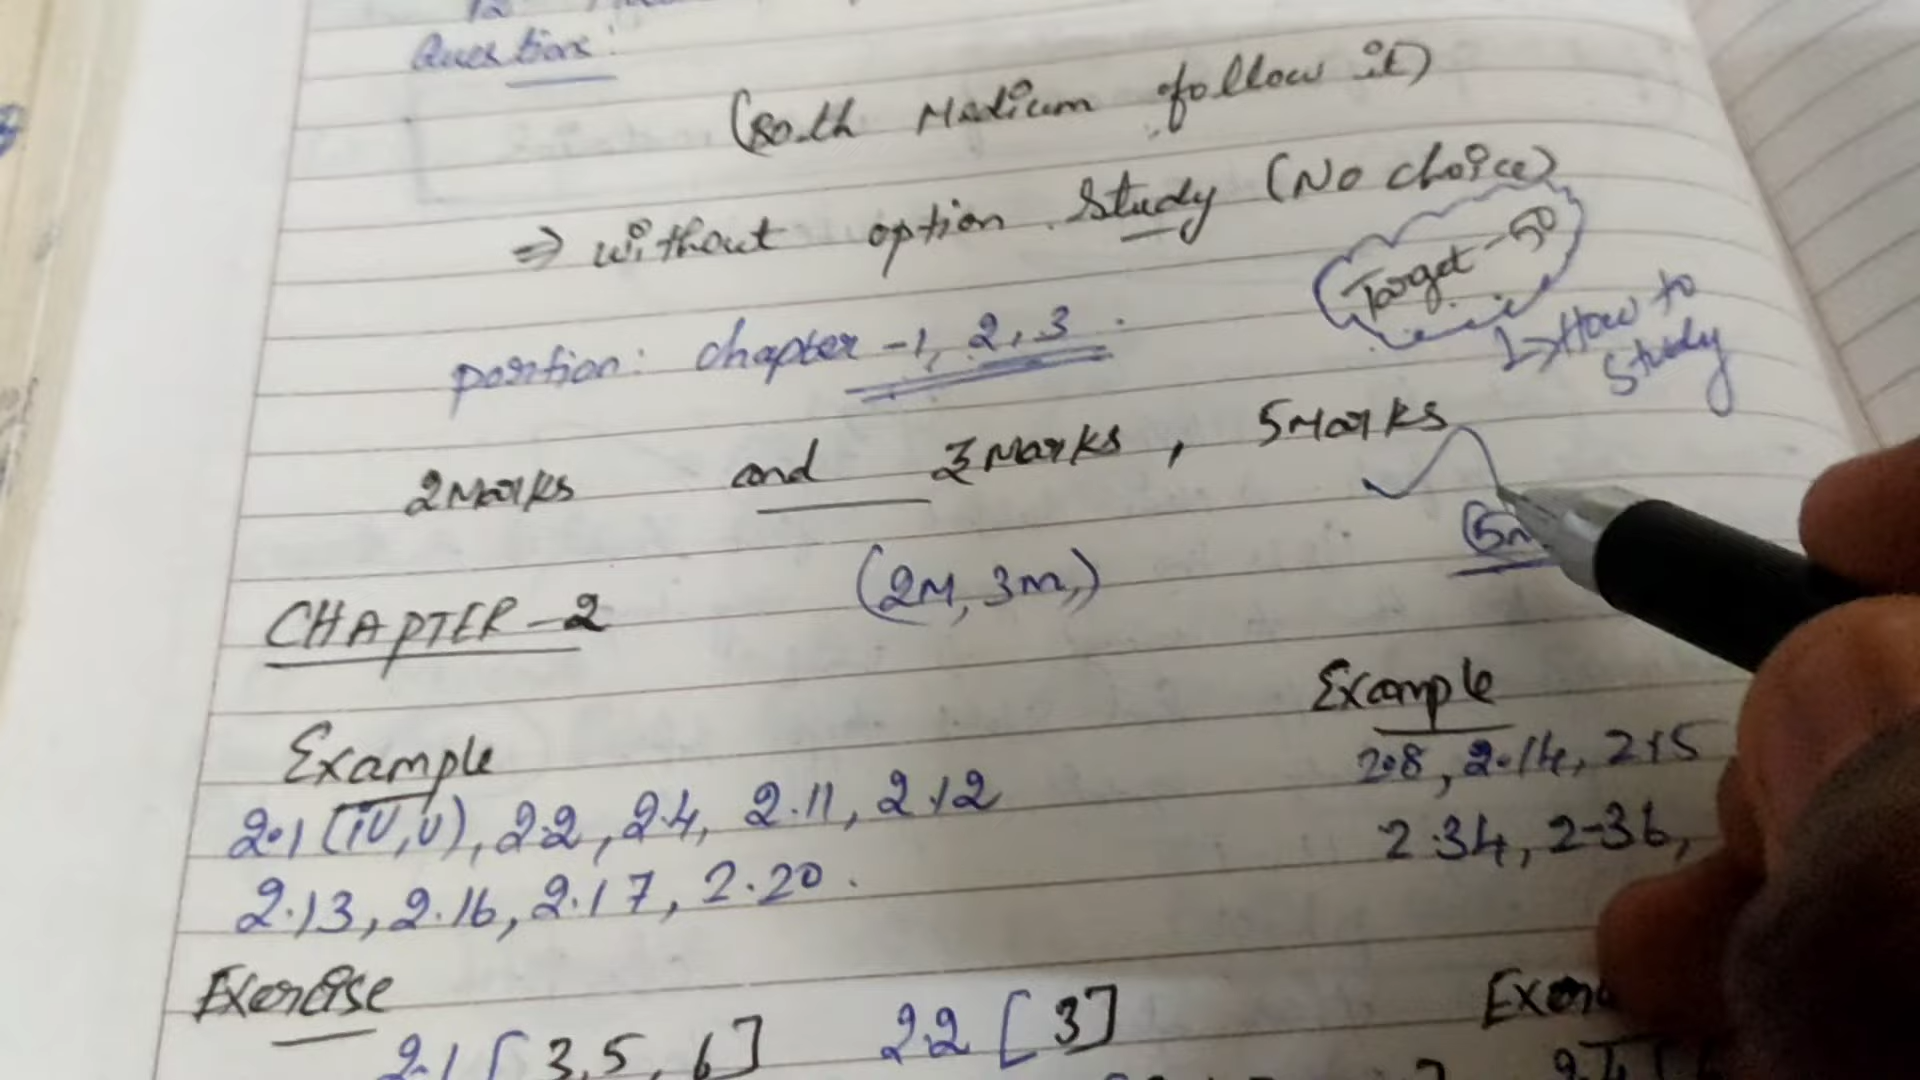 Question:
(Both Medium follow it)
⇒ without option Study (No choice)
Target-50
portion: chapter -1, 2, 3.
↳How to
Study
2Marks and 3Marks, 5Marks
(5m
CHAPTER-2 (2M, 3m,)
Example
Example
2.8, 2.14, 2.15
2.1 (iv, v), 2.2, 2.4, 2.11, 2.12
2.34, 2.36,
2.13, 2.16, 2.17, 2.20.
Exercise
2.1 [3,5, 6] 2.2 [3]